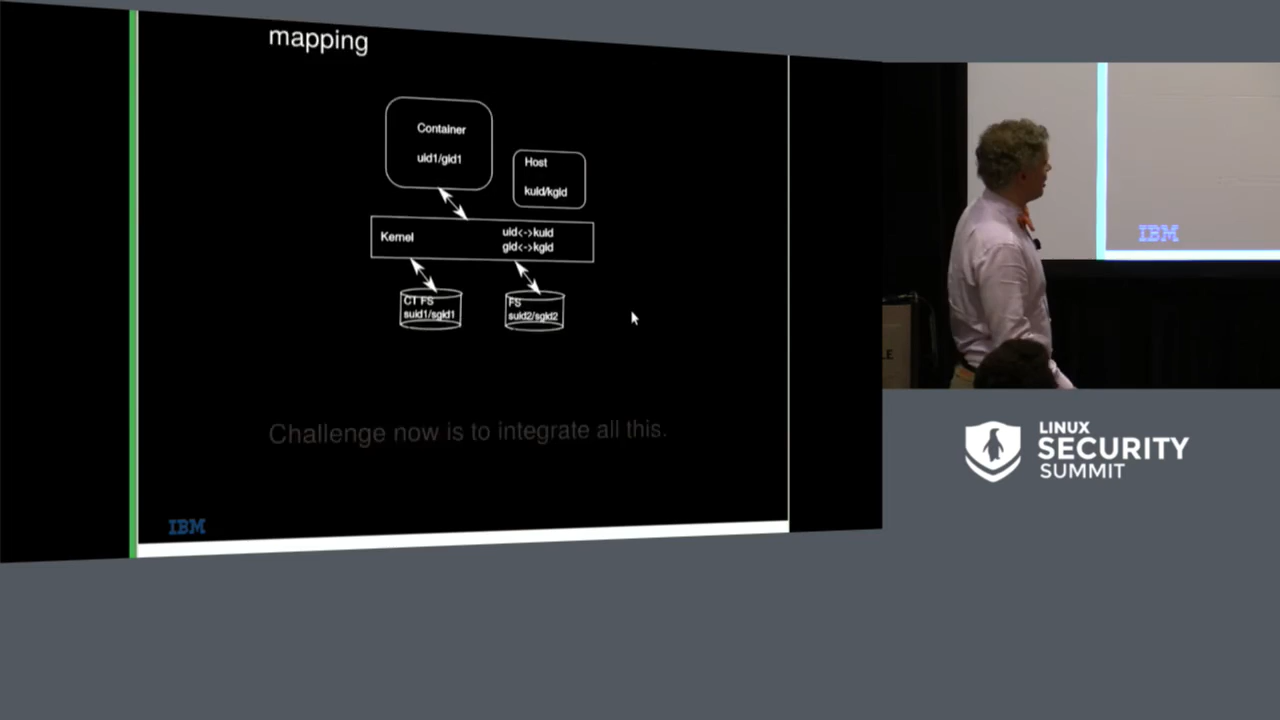 mapping
Container
uid1/gid1
Host
kuid/kgid
Kernel
uid<->kuid
gid<->kgid
CT FS
suid1/sgid1
FS
suid2/sgid2
Challenge now is to integrate all this.
IBM
IBM
LE
LINUX
SECURITY
SUMMIT